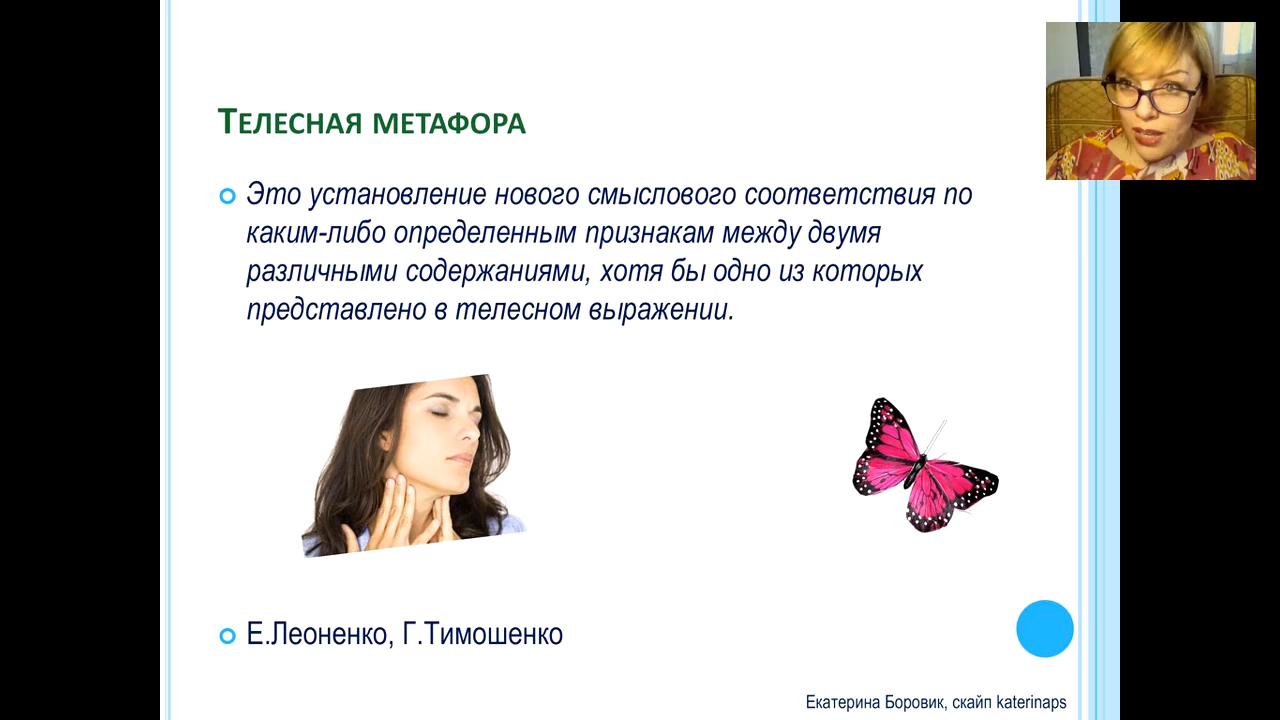 Телесная метафора
Это установление нового смыслового соответствия по
каким-либо определенным признакам между двумя
различными содержаниями, хотя бы одно из которых
представлено в телесном выражении.
Е.Леоненко, Г.Тимошенко
Екатерина Боровик, скайп katerinaps